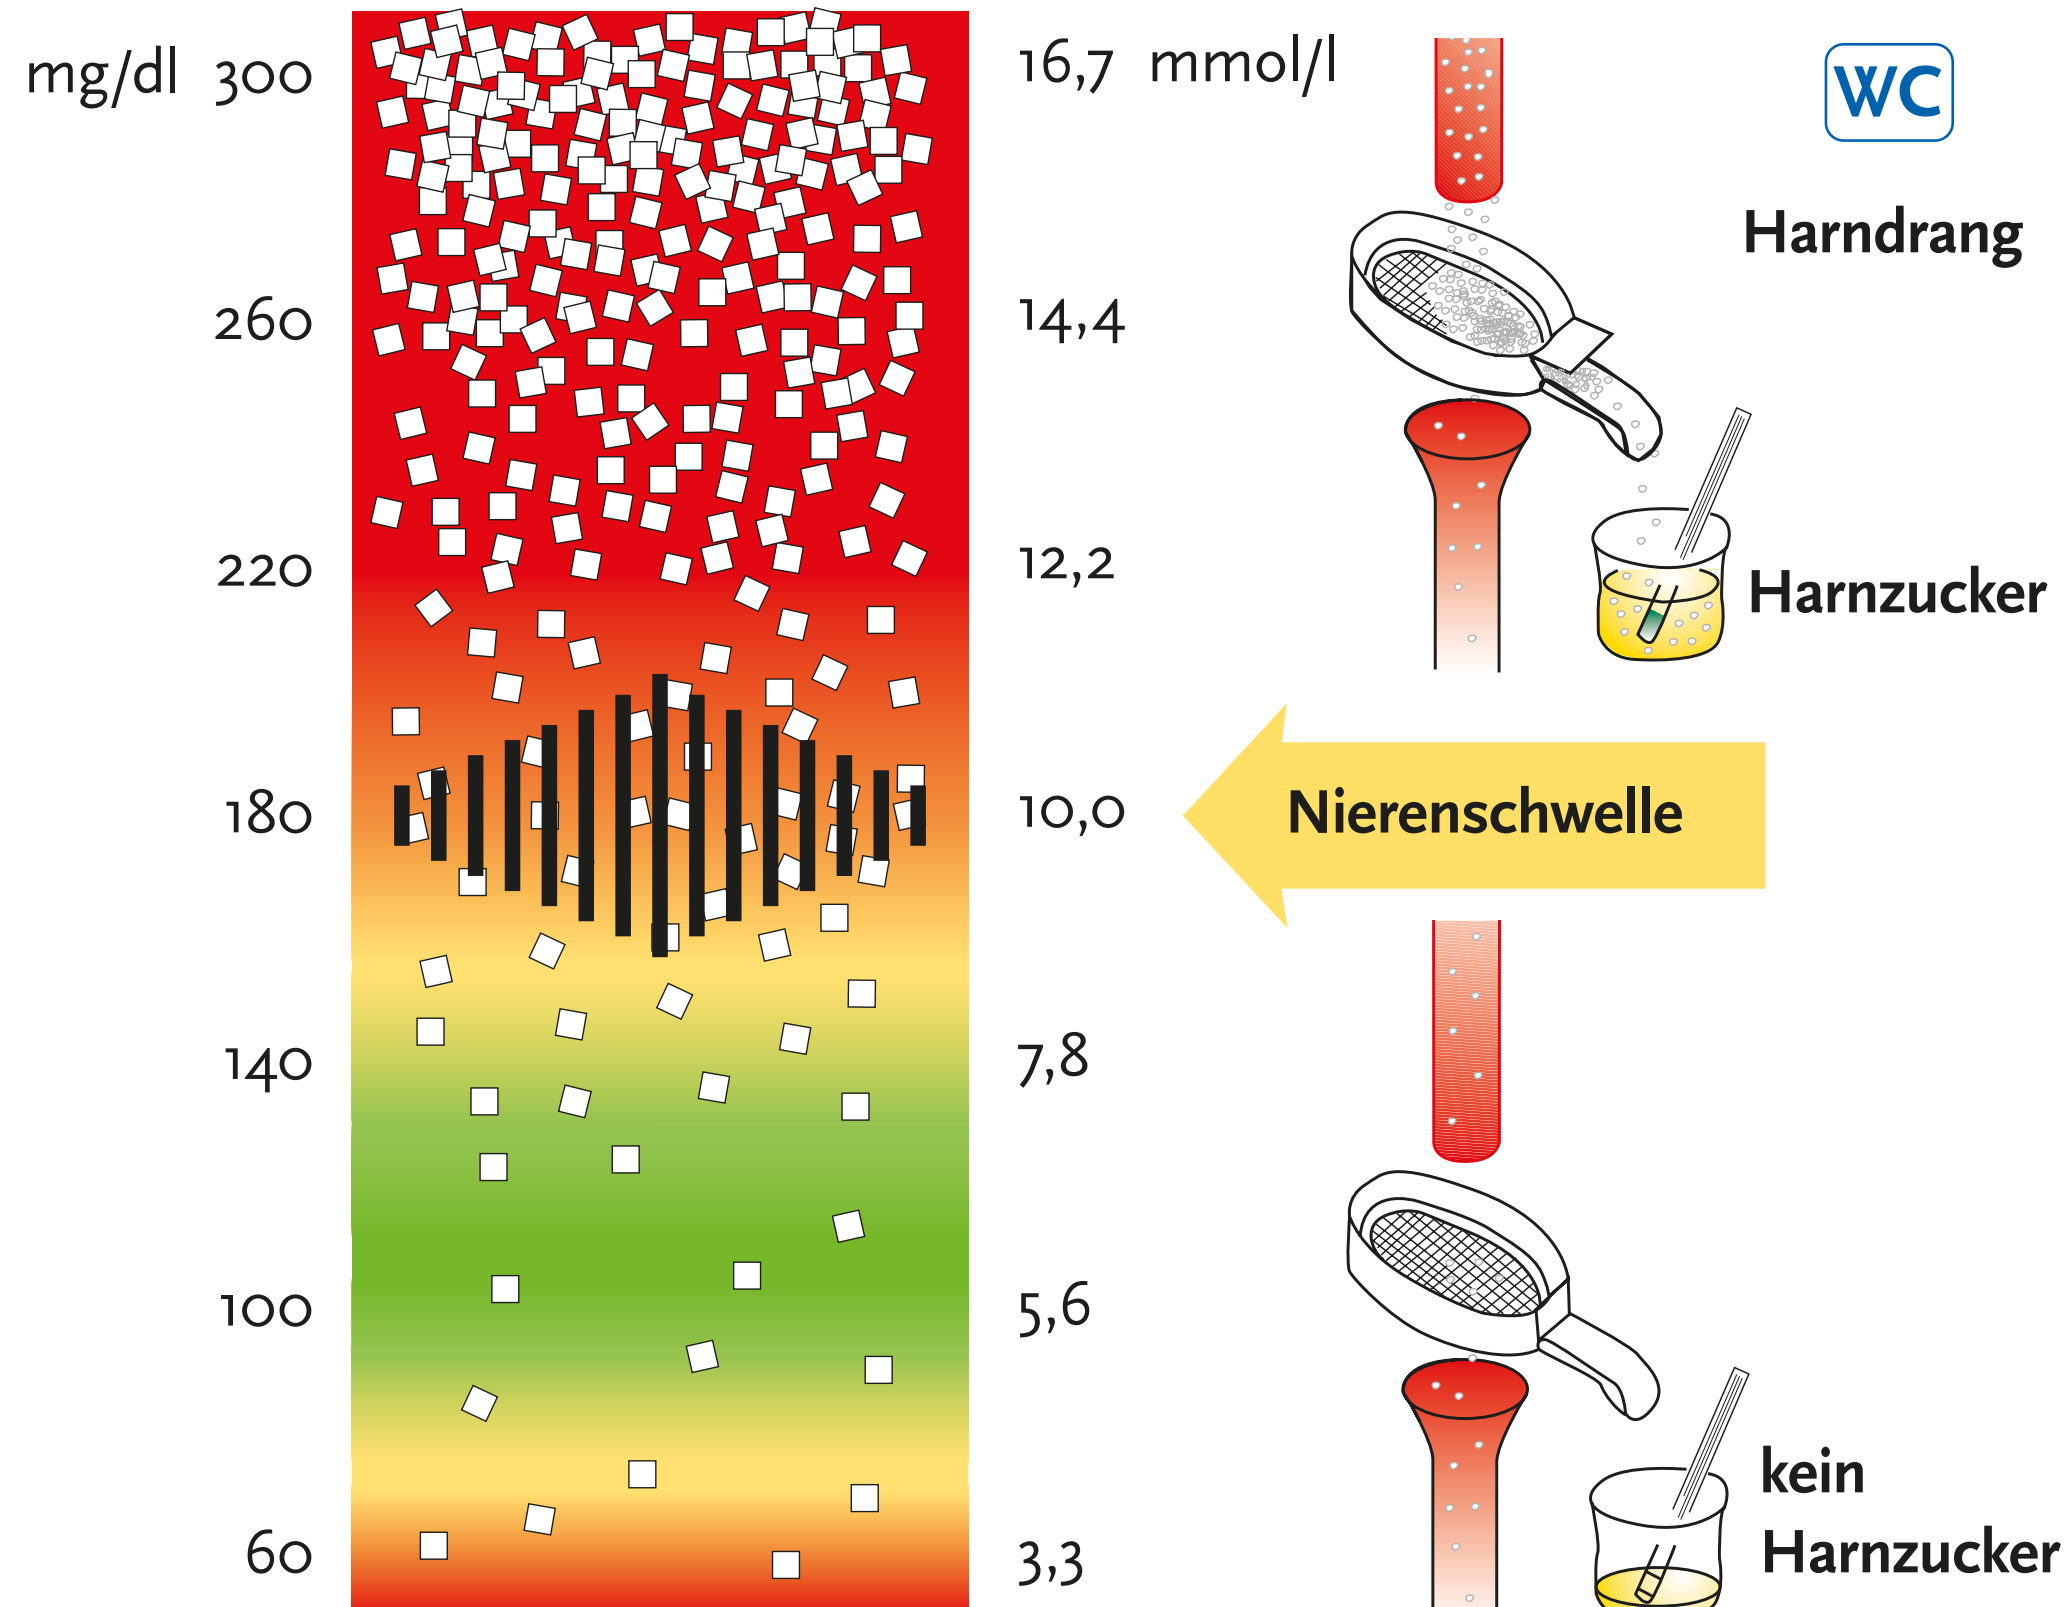 mg/dl 300 16,7 mmol/l
WC
Harndrang
260 14,4
220 12,2
Harnzucker
180 10,0
Nierenschwelle
140 7,8
100 5,6
kein
Harnzucker
60 3,3